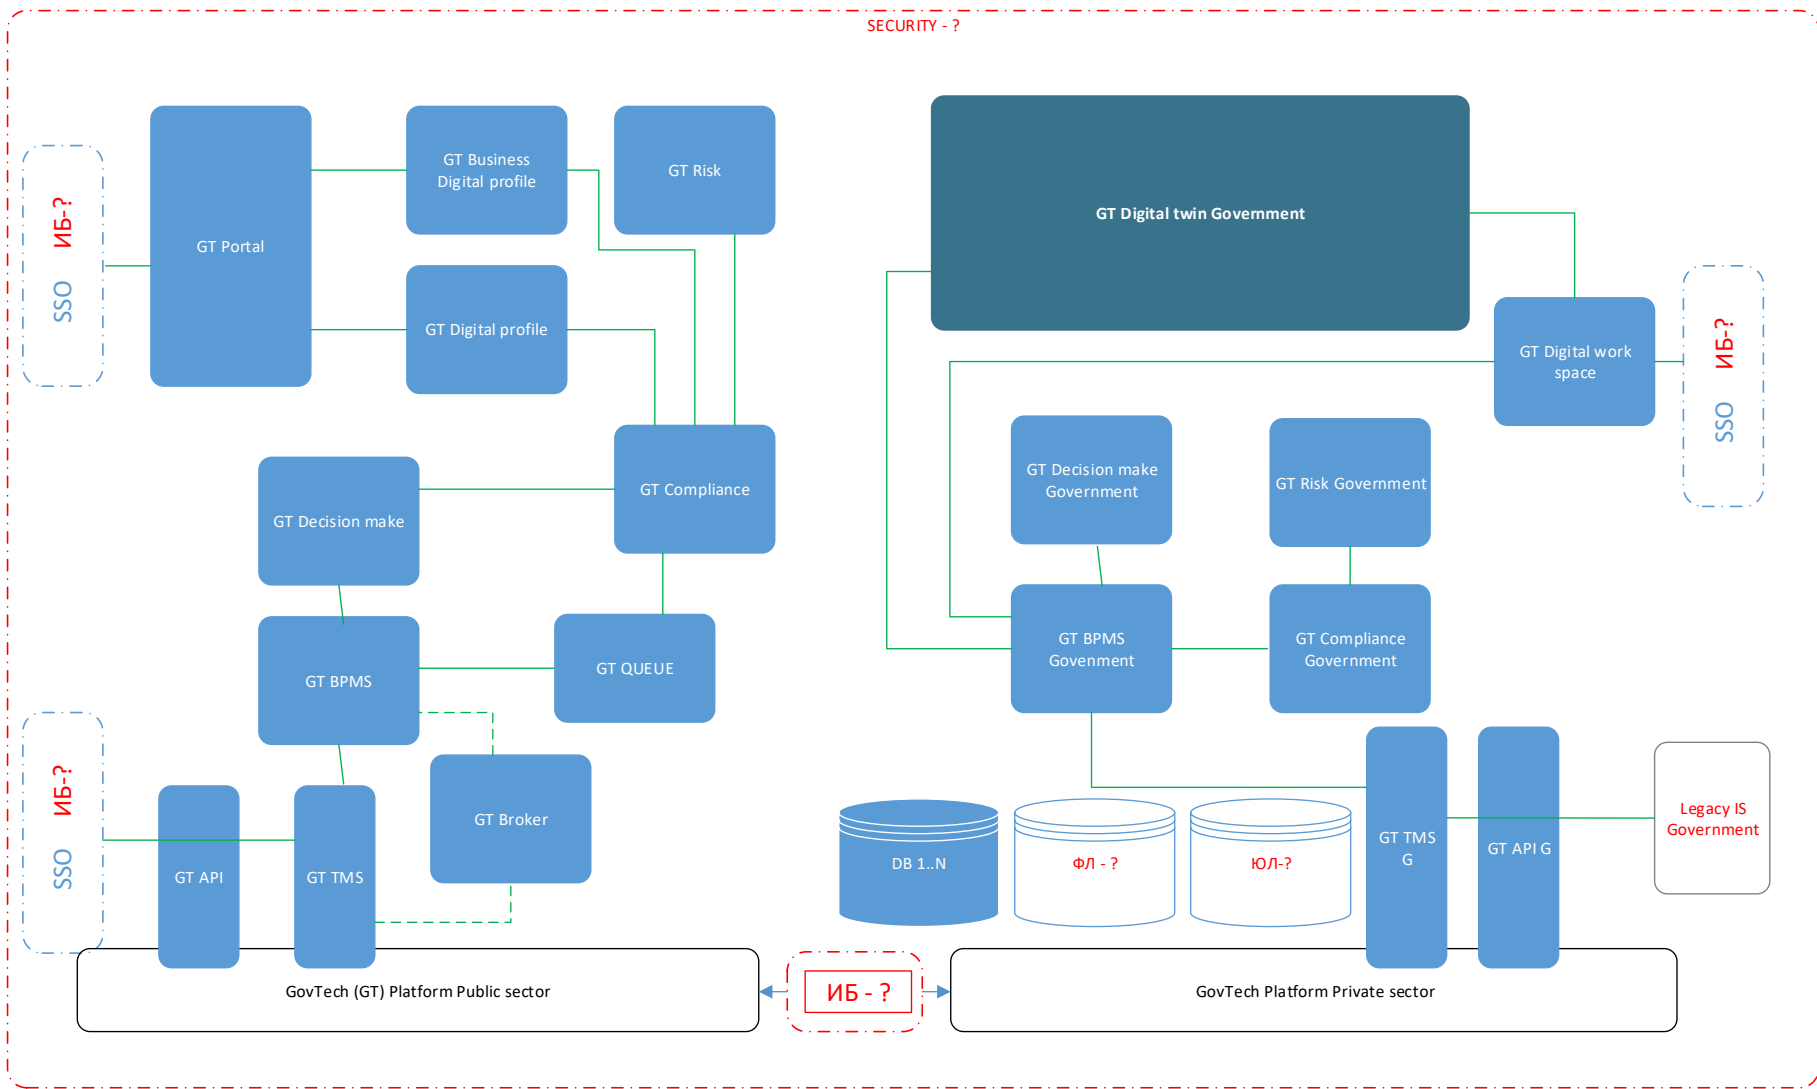 SECURITY - ?
SSO ИБ-?
GT Portal
GT Business
Digital profile
GT Risk
GT Digital profile
GT Compliance
GT Decision make
GT BPMS
GT QUEUE
SSO ИБ-?
GT API
GT TMS
GT Broker
GovTech (GT) Platform Public sector
ИБ - ?
GT Digital twin Government
GT Digital work
space
SSO ИБ-?
GT Decision make
Government
GT Risk Government
GT BPMS
Govenment
GT Compliance
Government
DB 1..N
ФЛ - ?
ЮЛ-?
GT TMS
G
GT API G
Legacy IS
Government
GovTech Platform Private sector